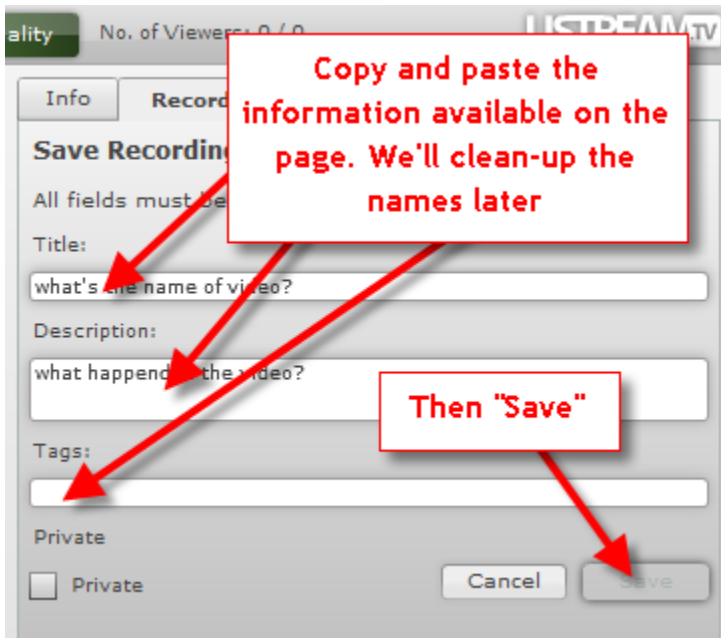 ality No. of Viewers: 0 / 0 USTREAM.TV
Copy and paste the
information available on the
page. We'll clean-up the
names later
Info Record
Save Recording
All fields must be
Title:
what's the name of video?
Description:
what happend the video?
Then "Save"
Tags:
Private
Private Cancel Save